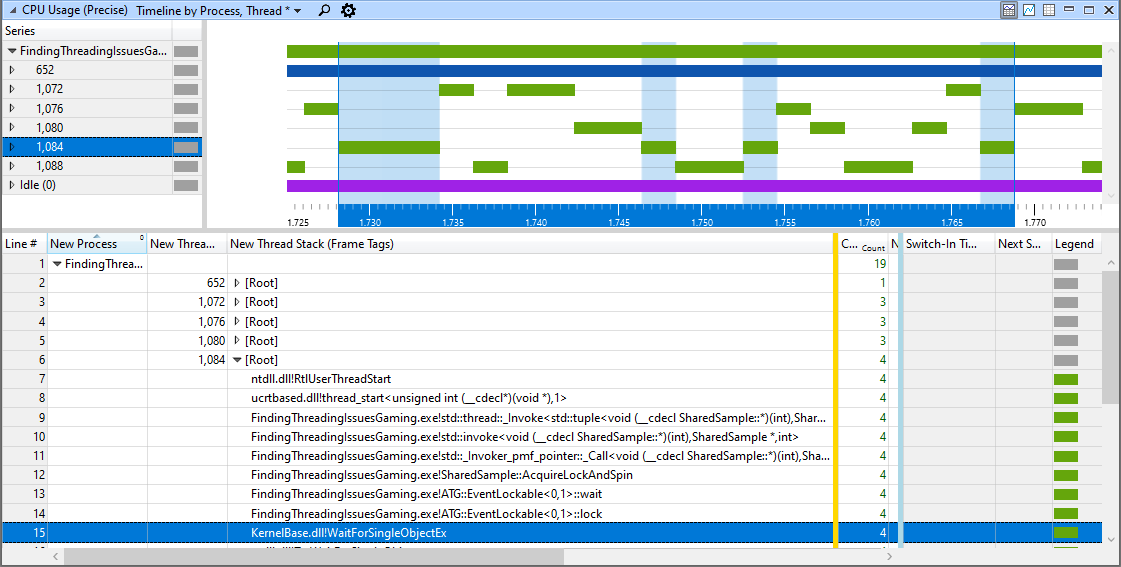 CPU Usage (Precise) Timeline by Process, Thread *
Series
FindingThreadingIssuesGa...
652
1,072
1,076
1,080
1,084
1,088
Idle (0)
1.725 1.730 1.735 1.740 1.745 1.750 1.755 1.760 1.765 1.770
Line # New Process 0 New Threa... New Thread Stack (Frame Tags) C... Count N Switch-In Ti... Next S... Legend
1 FindingThrea... 19
2 652 [Root] 1
3 1,072 [Root] 3
4 1,076 [Root] 3
5 1,080 [Root] 3
6 1,084 [Root] 4
7 ntdll.dll!RtlUserThreadStart 4
8 ucrtbased.dll!thread_start<unsigned int (__cdecl*)(void *),1> 4
9 FindingThreadingIssuesGaming.exe!std::thread::_Invoke<std::tuple<void (__cdecl SharedSample::*)(int),Shar... 4
10 FindingThreadingIssuesGaming.exe!std::invoke<void (__cdecl SharedSample::*)(int),SharedSample *,int> 4
11 FindingThreadingIssuesGaming.exe!std::_Invoker_pmf_pointer::_Call<void (__cdecl SharedSample::*)(int),Sha... 4
12 FindingThreadingIssuesGaming.exe!SharedSample::AcquireLockAndSpin 4
13 FindingThreadingIssuesGaming.exe!ATG::EventLockable<0,1>::wait 4
14 FindingThreadingIssuesGaming.exe!ATG::EventLockable<0,1>::lock 4
15 KernelBase.dll!WaitForSingleObjectEx 4